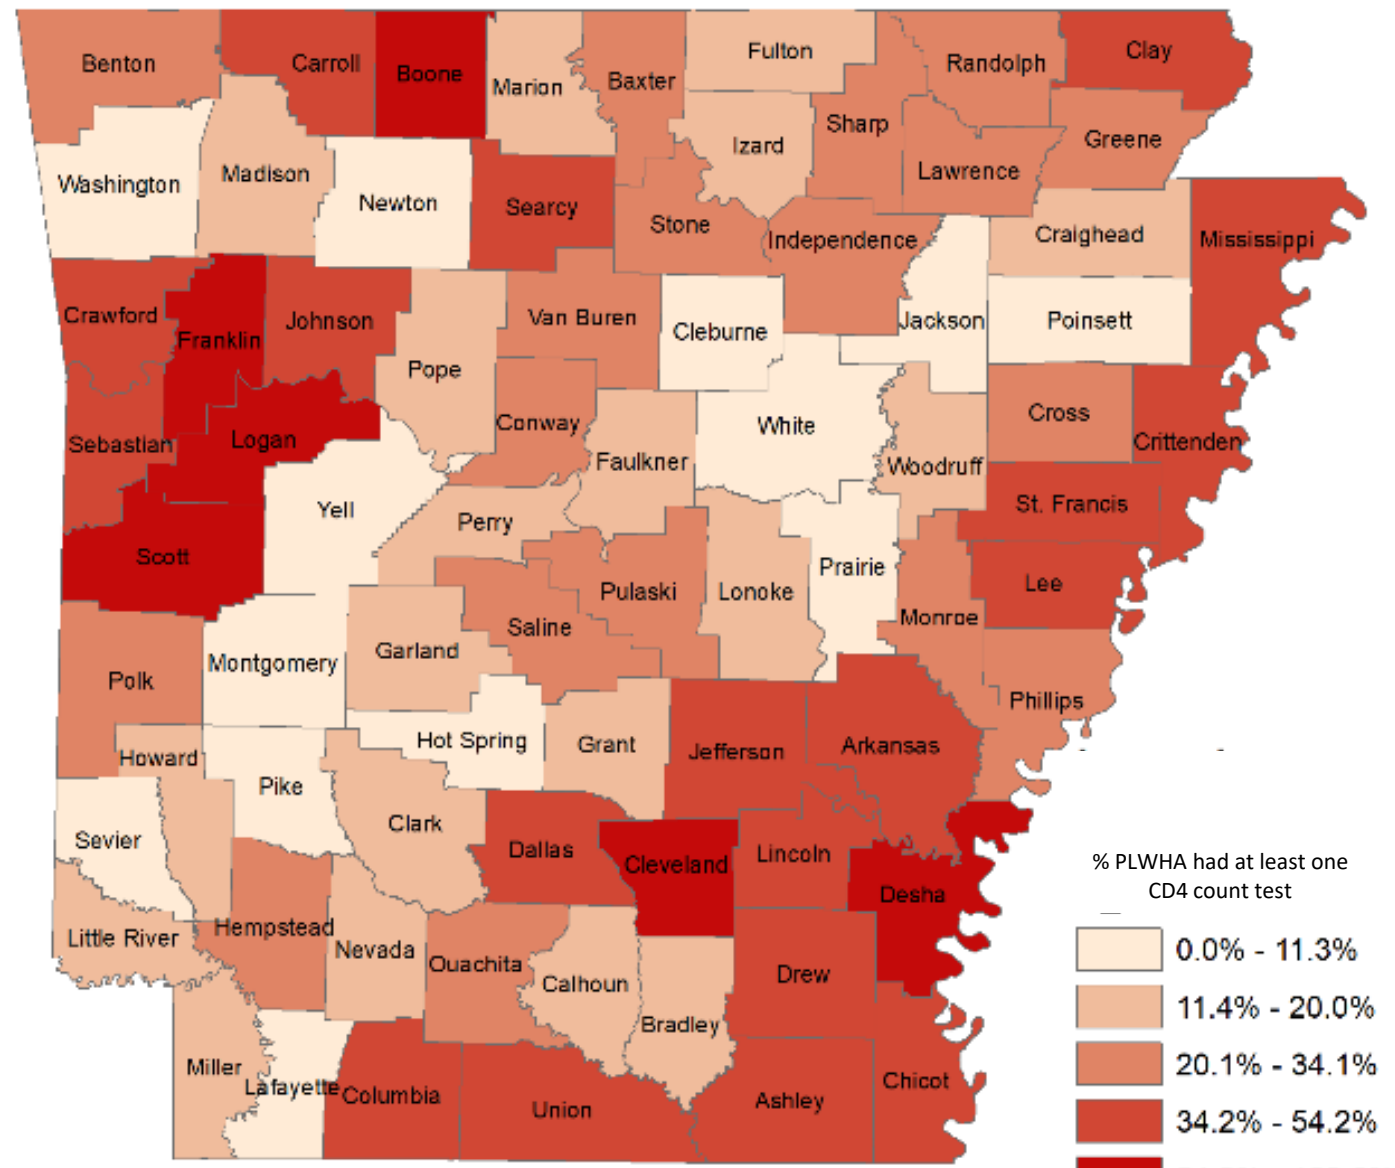 Benton
Carroll
Boone
Marion
Baxter
Fulton
Randolph
Clay
Sharp
Izard
Greene
Lawrence
Washington
Madison
Newton
Searcy
Stone
Independence
Craighead
Mississippi
Crawford
Franklin
Johnson
Pope
Van Buren
Cleburne
Jackson
Poinsett
Sebastian
Logan
Conway
Faulkner
White
Woodruff
Cross
Crittenden
Yell
Perry
St. Francis
Scott
Pulaski
Lonoke
Prairie
Lee
Saline
Monroe
Garland
Montgomery
Polk
Phillips
Howard
Hot Spring
Grant
Jefferson
Arkansas
Pike
Sevier
Clark
Dallas
Cleveland
Lincoln
Desha
Little River
Hempstead
Nevada
Ouachita
Calhoun
Drew
Bradley
Miller
Lafayette
Columbia
Union
Ashley
Chicot
% PLWHA had at least one
CD4 count test
0.0% - 11.3%
11.4% - 20.0%
20.1% - 34.1%
34.2% - 54.2%